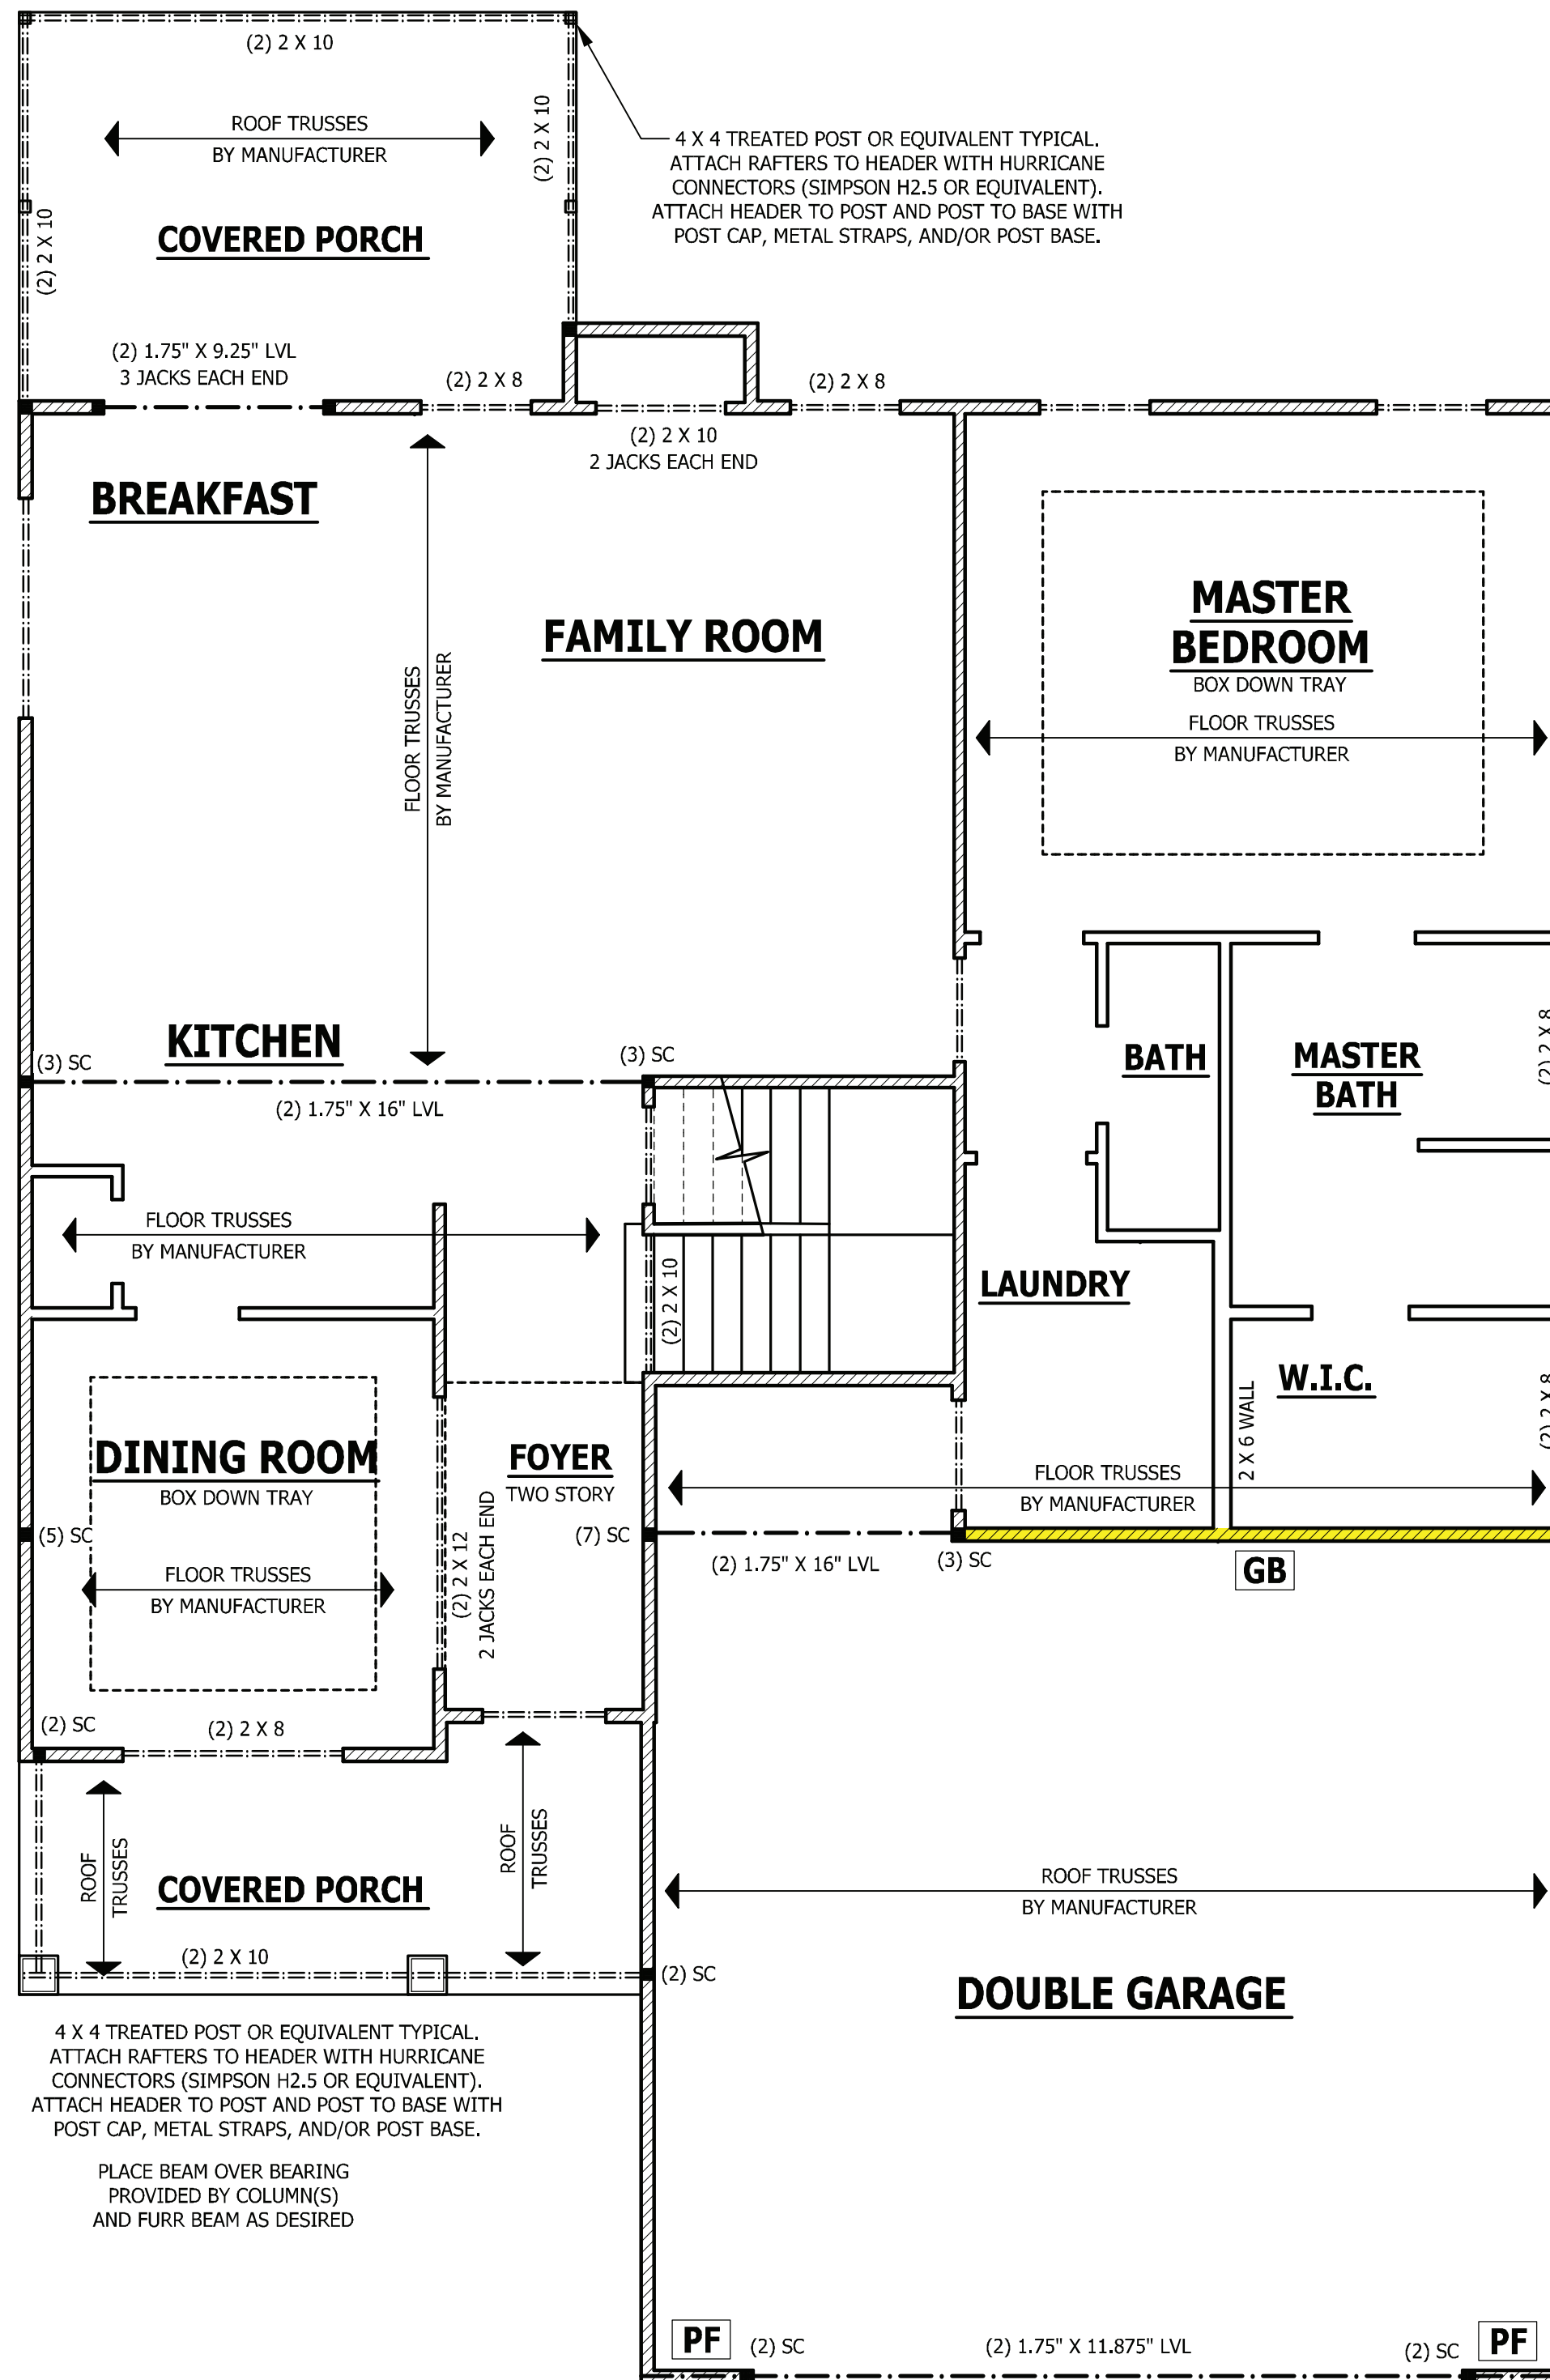 (2) 2 X 10
(2) 2 X 10
ROOF TRUSSES
BY MANUFACTURER
4 X 4 TREATED POST OR EQUIVALENT TYPICAL.
ATTACH RAFTERS TO HEADER WITH HURRICANE
CONNECTORS (SIMPSON H2.5 OR EQUIVALENT).
ATTACH HEADER TO POST AND POST TO BASE WITH
POST CAP, METAL STRAPS, AND/OR POST BASE.
(2) 2 X 10
COVERED PORCH
(2) 1.75" X 9.25" LVL
3 JACKS EACH END
(2) 2 X 8
(2) 2 X 8
(2) 2 X 10
2 JACKS EACH END
BREAKFAST
FAMILY ROOM
MASTER
BEDROOM
BOX DOWN TRAY
FLOOR TRUSSES
BY MANUFACTURER
FLOOR TRUSSES
BY MANUFACTURER
KITCHEN
(3) SC
(3) SC
(2) 1.75" X 16" LVL
BATH
MASTER
BATH
(2) 2 X 8
FLOOR TRUSSES
BY MANUFACTURER
(2) 2 X 10
LAUNDRY
W.I.C.
2 X 6 WALL
(2) 2 X 8
DINING ROOM
BOX DOWN TRAY
FOYER
TWO STORY
FLOOR TRUSSES
BY MANUFACTURER
(5) SC
(7) SC
(2) 2 X 12
2 JACKS EACH END
(2) 1.75" X 16" LVL
(3) SC
GB
FLOOR TRUSSES
BY MANUFACTURER
(2) SC
(2) 2 X 8
ROOF
TRUSSES
ROOF
TRUSSES
COVERED PORCH
ROOF TRUSSES
BY MANUFACTURER
(2) 2 X 10
(2) SC
DOUBLE GARAGE
4 X 4 TREATED POST OR EQUIVALENT TYPICAL.
ATTACH RAFTERS TO HEADER WITH HURRICANE
CONNECTORS (SIMPSON H2.5 OR EQUIVALENT).
ATTACH HEADER TO POST AND POST TO BASE WITH
POST CAP, METAL STRAPS, AND/OR POST BASE.
PLACE BEAM OVER BEARING
PROVIDED BY COLUMN(S)
AND FURR BEAM AS DESIRED
PF
(2) SC
(2) 1.75" X 11.875" LVL
(2) SC
PF